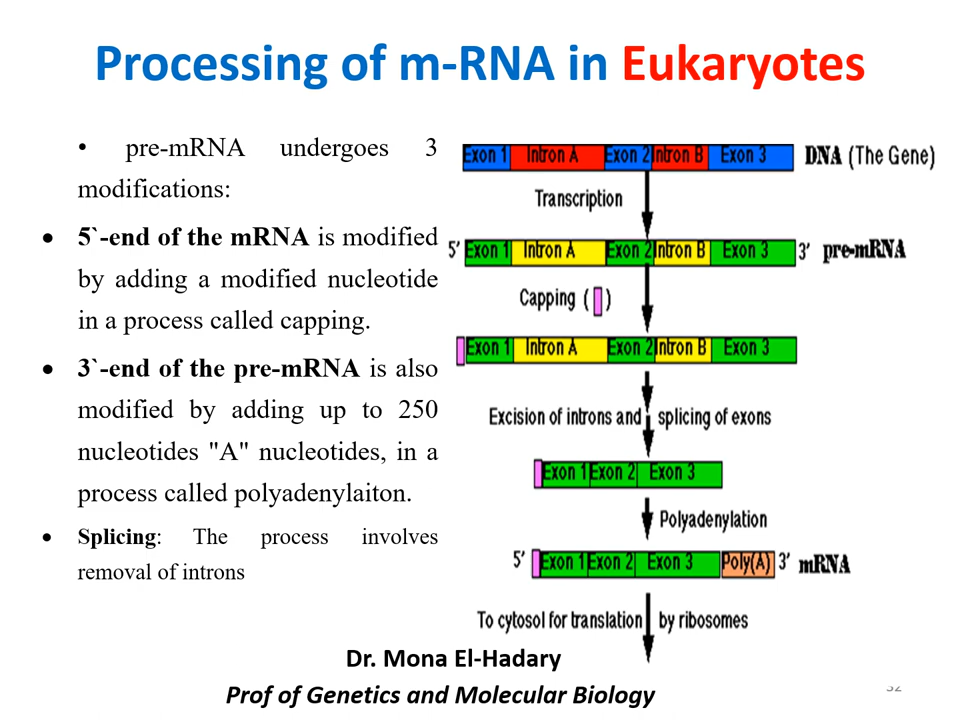 Processing of m-RNA in Eukaryotes
• pre-mRNA undergoes 3
modifications:
• 5`-end of the mRNA is modified
by adding a modified nucleotide
in a process called capping.
• 3`-end of the pre-mRNA is also
modified by adding up to 250
nucleotides "A" nucleotides, in a
process called polyadenylaiton.
• Splicing: The process involves
removal of introns
Exon 1 Intron A Exon 2 Intron B Exon 3 DNA (The Gene)
Transcription
5' Exon 1 Intron A Exon 2 Intron B Exon 3 3' pre-mRNA
Capping ( )
Exon 1 Intron A Exon 2 Intron B Exon 3
Excision of introns and splicing of exons
Exon 1 Exon 2 Exon 3
Polyadenylation
5' Exon 1 Exon 2 Exon 3 Poly(A) 3' mRNA
To cytosol for translation by ribosomes
Dr. Mona El-Hadary
Prof of Genetics and Molecular Biology
32